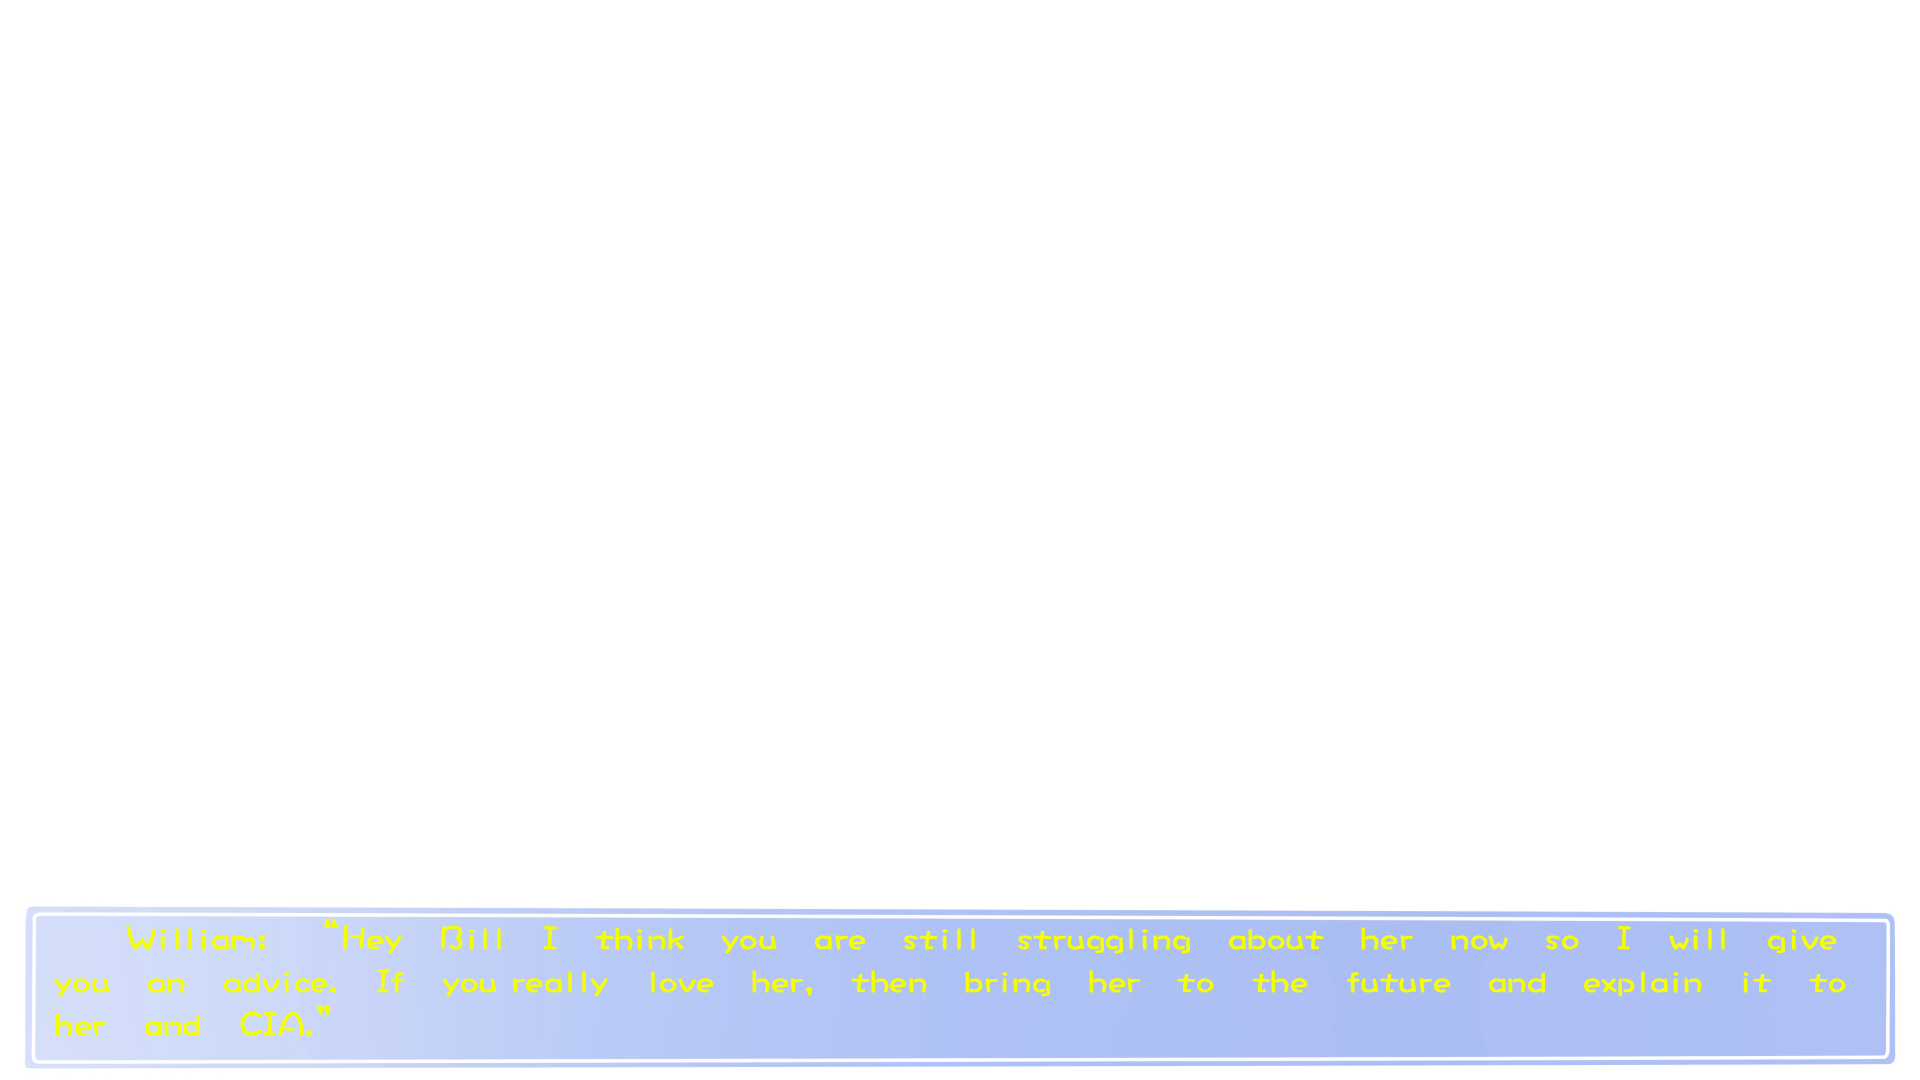 William: “Hey Bill I think you are still struggling about her now so I will give
you an advice. If you really love her, then bring her to the future and explain it to
her and CIA.”